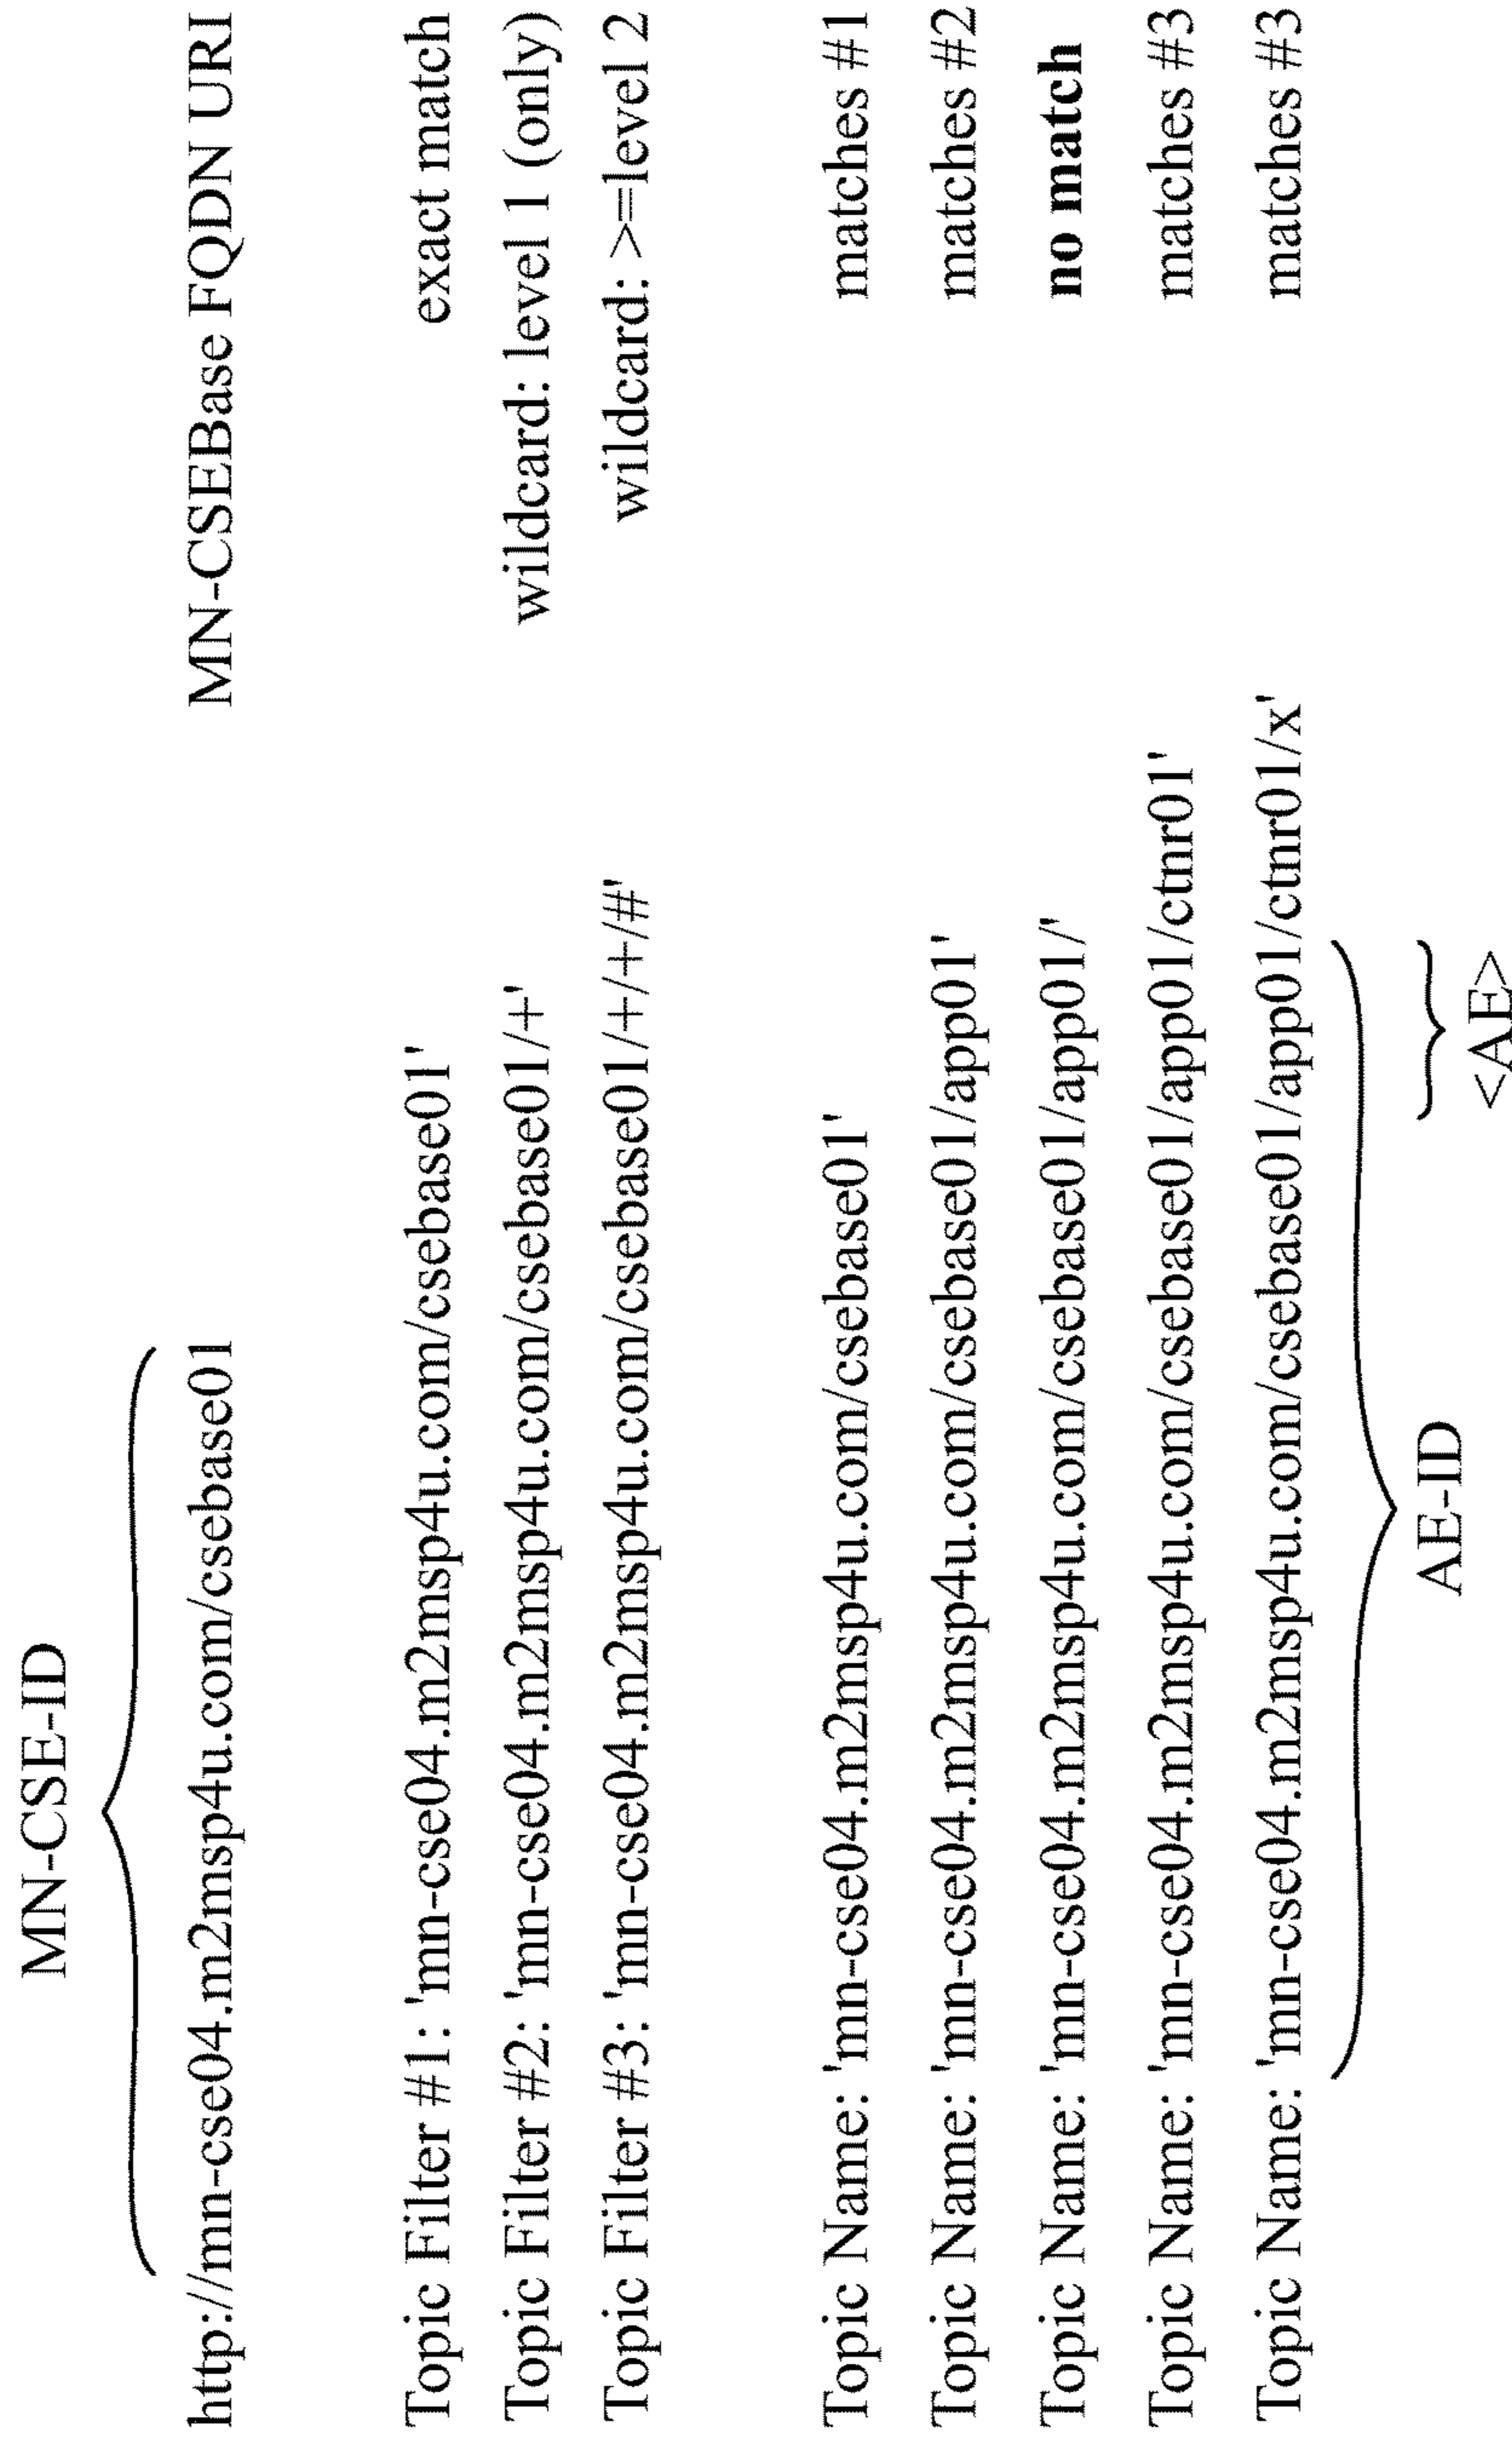 MN-CSE-ID
http://mn-cse04.m2msp4u.com/csebase01 MN-CSEBase FQDN URI
Topic Filter #1: 'mn-cse04.m2msp4u.com/csebase01' exact match
Topic Filter #2: 'mn-cse04.m2msp4u.com/csebase01/+' wildcard: level 1 (only)
Topic Filter #3: 'mn-cse04.m2msp4u.com/csebase01/+/+/#' wildcard: >=level 2
Topic Name: 'mn-cse04.m2msp4u.com/csebase01' matches #1
Topic Name: 'mn-cse04.m2msp4u.com/csebase01/app01' matches #2
Topic Name: 'mn-cse04.m2msp4u.com/csebase01/app01/' no match
Topic Name: 'mn-cse04.m2msp4u.com/csebase01/app01/ctnr01' matches #3
Topic Name: 'mn-cse04.m2msp4u.com/csebase01/app01/ctnr01/x' matches #3
AE-ID
<AE>